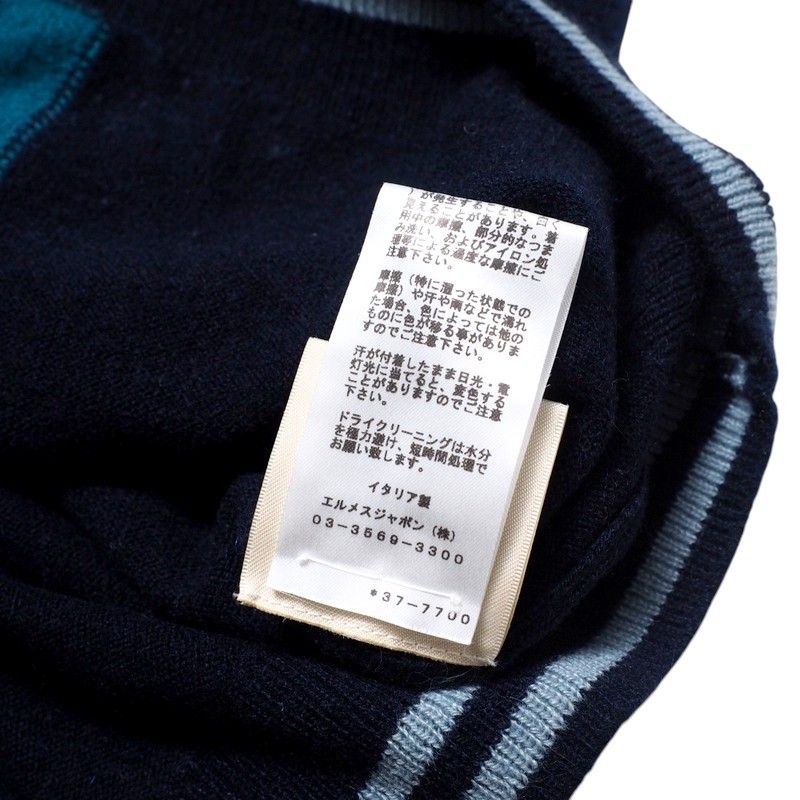 が発生することや、白く
見えることがあります。着
用中の摩擦、部分的なつま
み洗い、およびアイロン処
理等による過度な摩擦にご
注意下さい。
摩擦（特に湿った状態での
摩擦）や汗や雨などで濡れ
た場合、色によっては他の
ものに色が移る事がありま
すのでご注意下さい。
汗が付着したまま日光・電
灯光に当てると、変色する
ことがありますのでご注意
下さい。
ドライクリーニングは水分
を極力避け、短時間処理で
お願い致します。
イタリア製
エルメスジャポン（株）
03-3569-3300
*37-7700